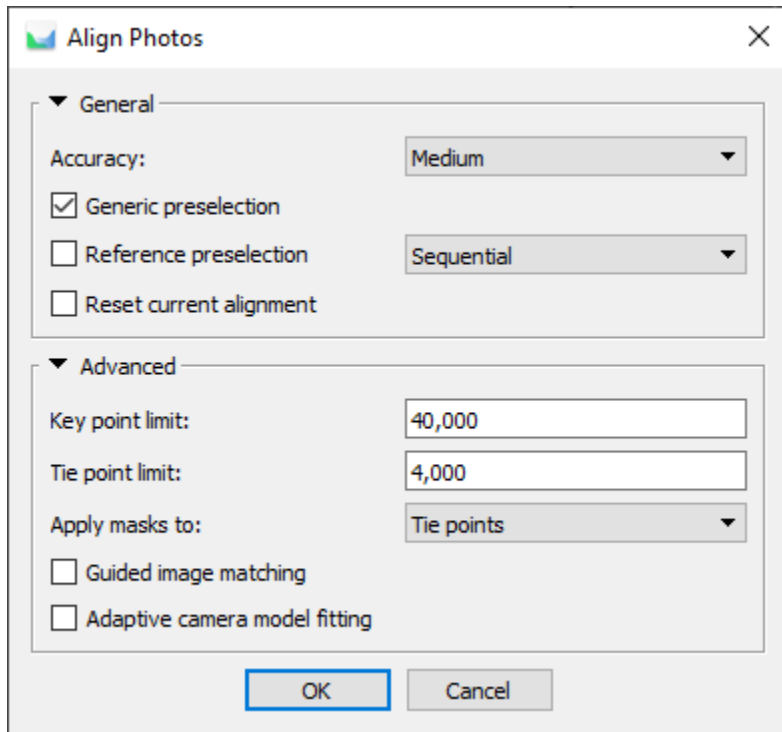 Align Photos
General
Accuracy: Medium
Generic preselection
Reference preselection Sequential
Reset current alignment
Advanced
Key point limit: 40,000
Tie point limit: 4,000
Apply masks to: Tie points
Guided image matching
Adaptive camera model fitting
OK Cancel